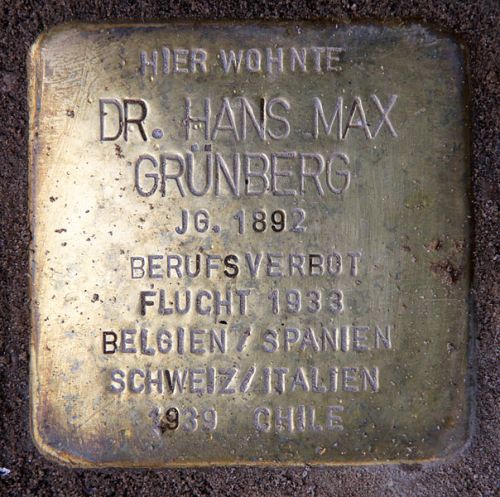 HIER WOHNTE
DR. HANS MAX
GRÜNBERG
JG. 1892
BERUFSVERBOT
FLUCHT 1933
BELGIEN / SPANIEN
SCHWEIZ/ITALIEN
1939 CHILE